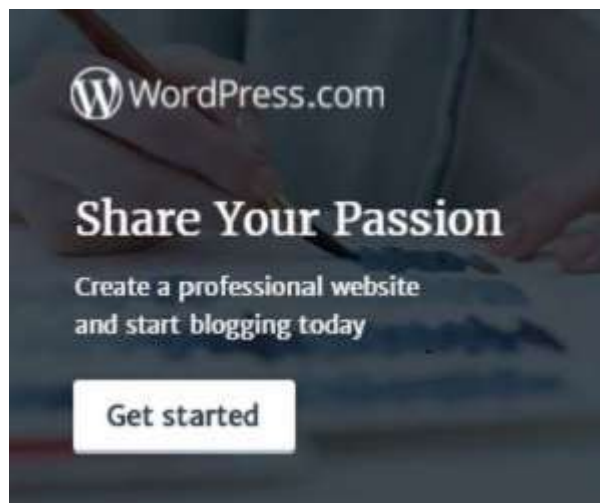 WordPress.com
Share Your Passion
Create a professional website
and start blogging today
Get started